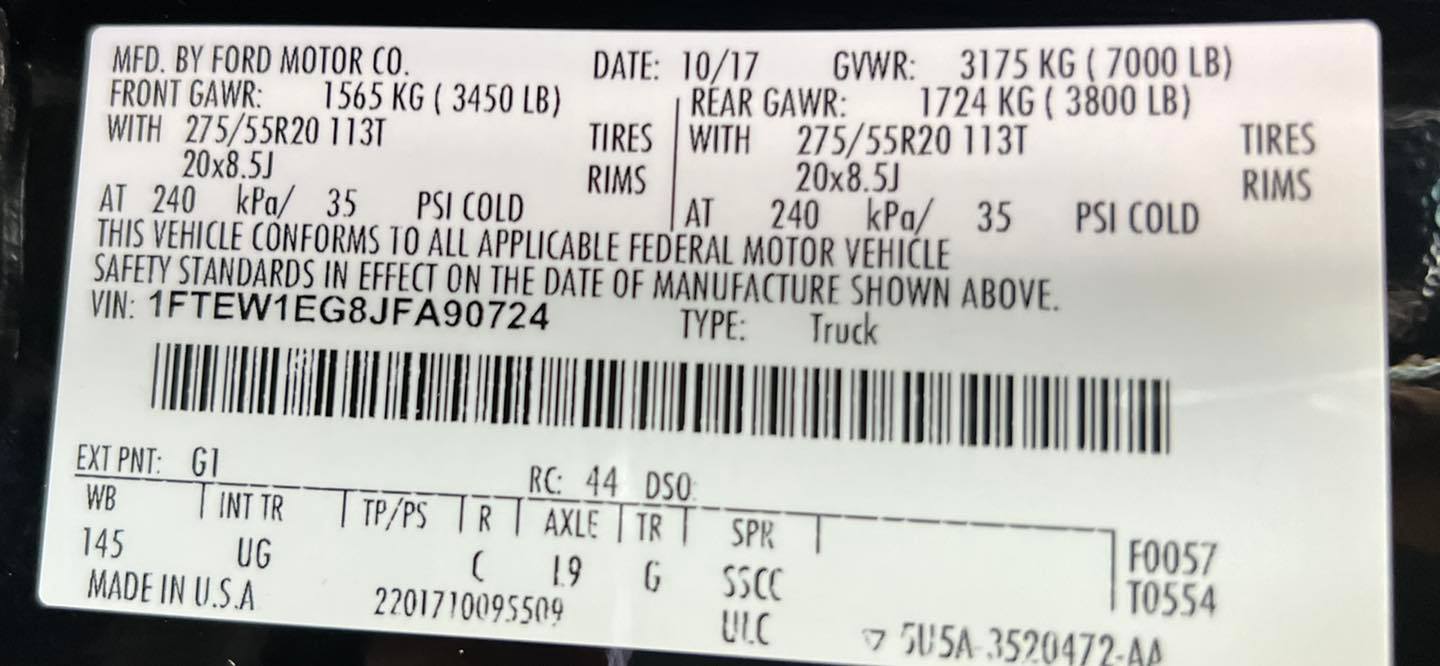 MFD. BY FORD MOTOR CO. DATE: 10/17 GVWR: 3175 KG ( 7000 LB)
FRONT GAWR: 1565 KG ( 3450 LB) REAR GAWR: 1724 KG ( 3800 LB)
WITH 275/55R20 113T TIRES WITH 275/55R20 113T TIRES
20x8.5J RIMS 20x8.5J RIMS
AT 240 kPa/ 35 PSI COLD AT 240 kPa/ 35 PSI COLD
THIS VEHICLE CONFORMS TO ALL APPLICABLE FEDERAL MOTOR VEHICLE
SAFETY STANDARDS IN EFFECT ON THE DATE OF MANUFACTURE SHOWN ABOVE.
VIN: 1FTEW1EG8JFA90724 TYPE: Truck
EXT PNT: G1 RC: 44 DSO:
WB INT TR TP/PS R AXLE TR SPR
145 UG C L9 G SSCC F0057
MADE IN U.S.A 2201710095509 ULC T0554
5U5A-3520472-AA